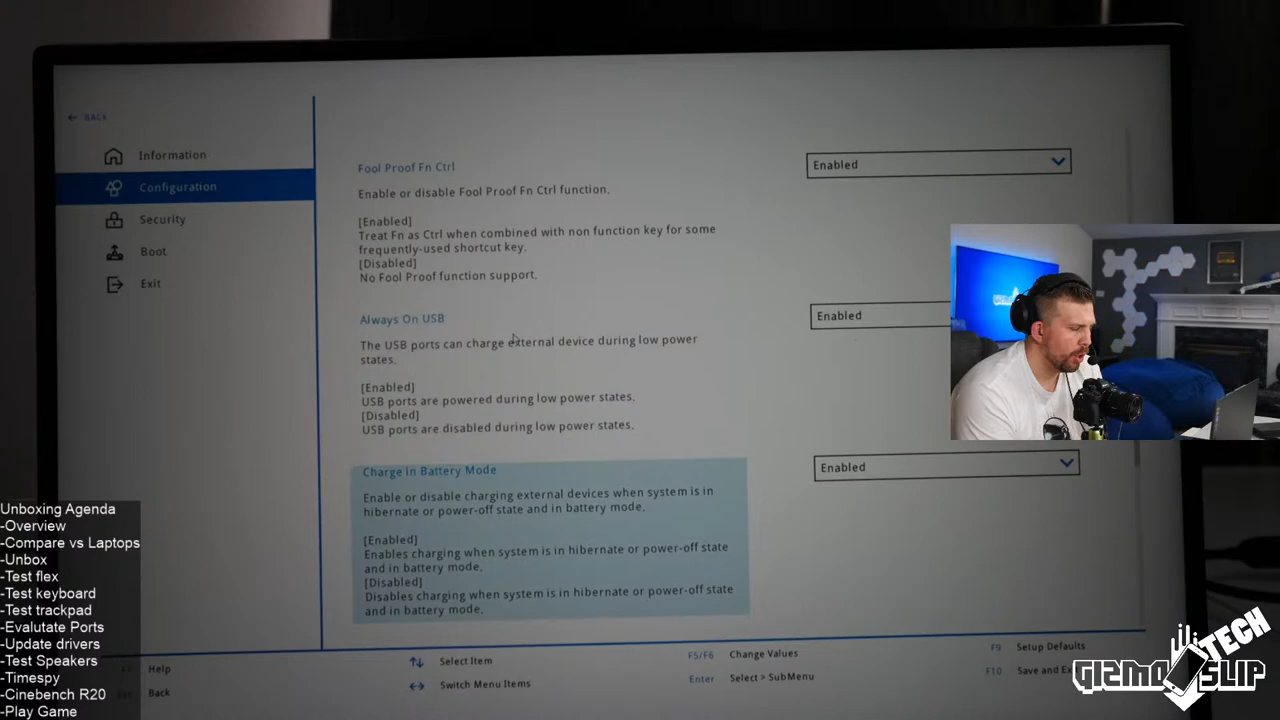 ← BACK
Information
Configuration
Security
Boot
Exit
Fool Proof Fn Ctrl
Enabled
Enable or disable Fool Proof Fn Ctrl function.
[Enabled]
Treat Fn as Ctrl when combined with non function key for some
frequently-used shortcut key.
[Disabled]
No Fool Proof function support.
Always On USB
Enabled
The USB ports can charge external device during low power
states.
[Enabled]
USB ports are powered during low power states.
[Disabled]
USB ports are disabled during low power states.
Charge in Battery Mode
Enabled
Enable or disable charging external devices when system is in
hibernate or power-off state and in battery mode.
[Enabled]
Enables charging when system is in hibernate or power-off state
and in battery mode.
[Disabled]
Disables charging when system is in hibernate or power-off state
and in battery mode.
Help
Back
↑↓ Select Item
↔ Switch Menu Items
F5/F6 Change Values
Enter Select > SubMenu
F9 Setup Defaults
F10 Save and
Unboxing Agenda
-Overview
-Compare vs Laptops
-Unbox
-Test flex
-Test keyboard
-Test trackpad
-Evalutate Ports
-Update drivers
-Test Speakers
-Timespy
-Cinebench R20
-Play Game
TECH
GIZMO SLIP